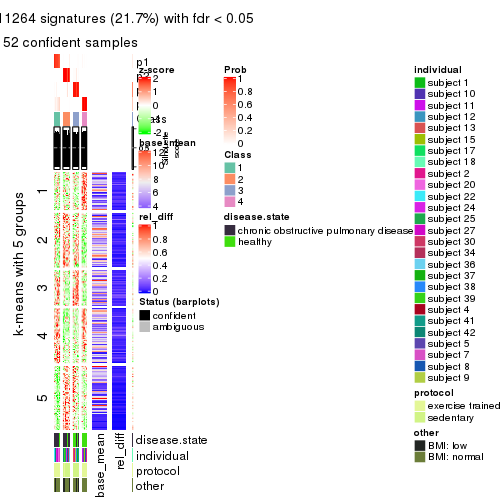 11264 signatures (21.7%) with fdr < 0.05
52 confident samples
p1
z-score
2
1
0
-1
-2
base_mean
12
10
8
6
4
rel_diff
1
0.8
0.6
0.4
0.2
0
Status (barplots)
confident
ambiguous
Prob
1
0.8
0.6
0.4
0.2
0
Class
1
2
3
4
disease.state
chronic obstructive pulmonary disease
healthy
individual
subject 1
subject 10
subject 11
subject 12
subject 13
subject 15
subject 17
subject 18
subject 2
subject 20
subject 22
subject 24
subject 25
subject 27
subject 30
subject 34
subject 36
subject 37
subject 38
subject 39
subject 4
subject 41
subject 42
subject 5
subject 7
subject 8
subject 9
protocol
exercise trained
sedentary
other
BMI: low
BMI: normal
k-means with 5 groups
1
2
3
4
5
base_mean
rel_diff
disease.state
individual
protocol
other